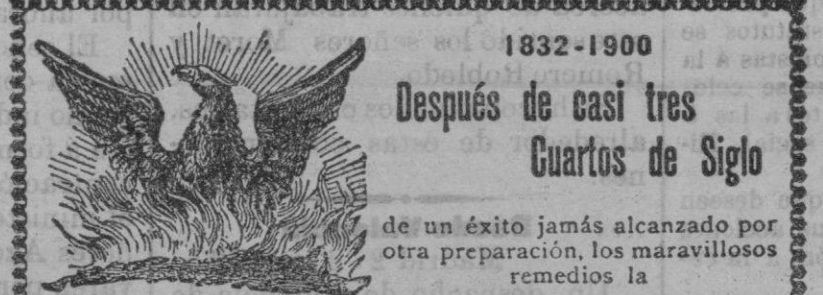 1832-1900
Después de casi tres
Cuartos de Siglo
de un éxito jamás alcanzado por
otra preparación, los maravillosos
remedios la